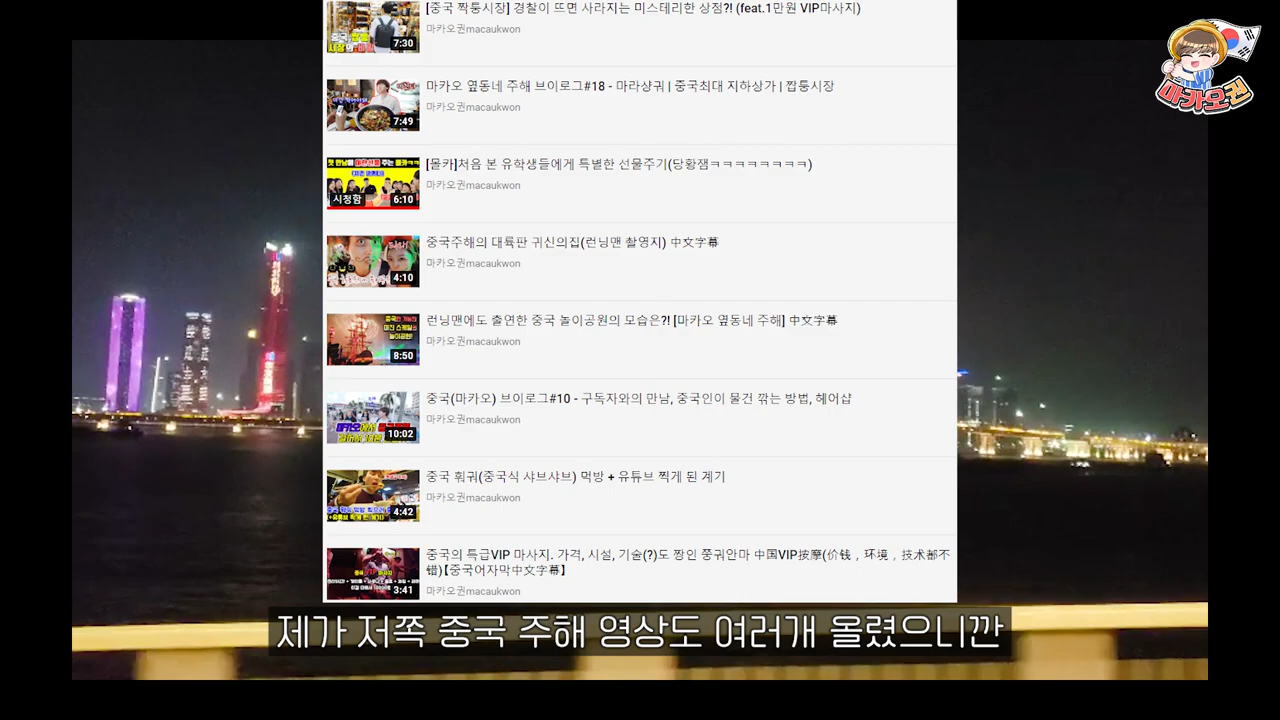 [중국 짝퉁시장] 경찰이 뜨면 사라지는 미스테리한 상점?! (feat.1만원 VIP마사지)
마카오권macaukwon
7:30
마카오 옆동네 주해 브이로그#18 - 마라샹궈 | 중국최대 지하상가 | 짭퉁시장
마카오권macaukwon
7:49
[몰카]처음 본 유학생들에게 특별한 선물주기(당황잼ㅋㅋㅋㅋㅋㅋㅋㅋ)
마카오권macaukwon
시청함
6:10
중국주해의 대륙판 귀신의집(런닝맨 촬영지) 中文字幕
마카오권macaukwon
4:10
런닝맨에도 출연한 중국 놀이공원의 모습은?! [마카오 옆동네 주해] 中文字幕
마카오권macaukwon
8:50
중국(마카오) 브이로그#10 - 구독자와의 만남, 중국인이 물건 깎는 방법, 헤어샵
마카오권macaukwon
10:02
중국 훠궈(중국식 샤브샤브) 먹방 + 유튜브 찍게 된 계기
마카오권macaukwon
4:42
중국의 특급VIP 마사지. 가격, 시설, 기술(?)도 짱인 쭝궈안마 中国VIP按摩(价钱，环境，技术都不
错)【중국어자막中文字幕】
마카오권macaukwon
3:41
마카오권
제가 저쪽 중국 주해 영상도 여러개 올렸으니깐